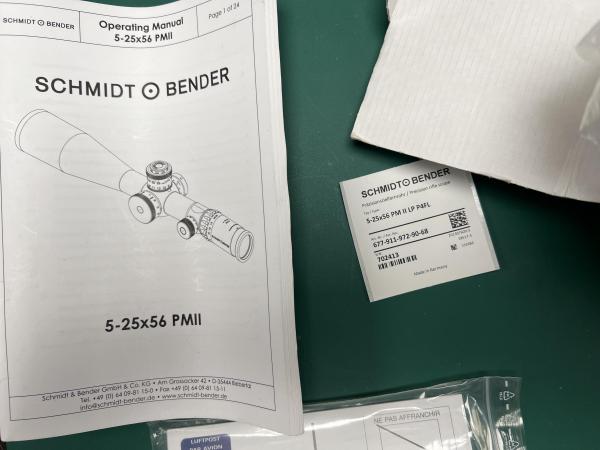 SCHMIDT BENDER
Operating Manual
5-25x56 PMII
Page 1 of 24
SCHMIDT BENDER
5-25x56 PMII
Schmidt & Bender GmbH & Co. KG • Am Grossacker 42 • D-35444 Biebertal
Tel. +49 (0) 64 09-81 15-0 • Fax +49 (0) 64 09-81 15-11
info@schmidt-bender.de • www.schmidt-bender.de
SCHMIDT BENDER
Präzisionszielfernrohr / Precision rifle scope
5-25x56 PM II LP P4FL
677-911-972-90-68
702413
Made in Germany
NE PAS AFFRANCHIR
LUFTPOST
PAR AVION